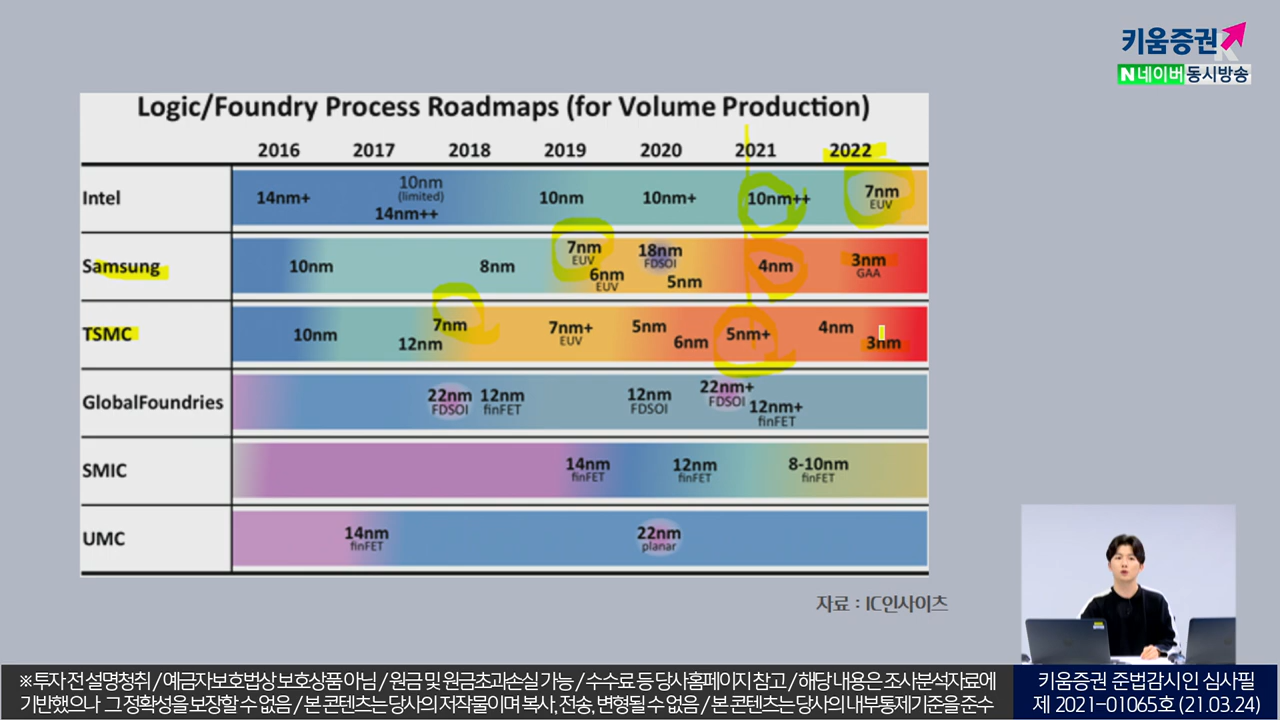 키움증권
N 네이버 동시방송
Logic/Foundry Process Roadmaps (for Volume Production)
2016 2017 2018 2019 2020 2021 2022
Intel 14nm+ 10nm (limited) 14nm++ 10nm 10nm+ 10nm++ 7nm EUV
Samsung 10nm 8nm 7nm EUV 6nm EUV 18nm FDSOI 5nm 4nm 3nm GAA
TSMC 10nm 12nm 7nm 7nm+ EUV 5nm 6nm 5nm+ 4nm 3nm
GlobalFoundries 22nm FDSOI 12nm finFET 12nm FDSOI 22nm+ FDSOI 12nm+ finFET
SMIC 14nm finFET 12nm finFET 8-10nm finFET
UMC 14nm finFET 22nm planar
자료 : IC인사이츠
※ 투자 전 설명청취 / 예금자보호법상 보호상품 아님 / 원금 및 원금초과손실 가능 / 수수료 등 당사홈페이지 참고 / 해당 내용은 조사분석자료에
기반했으나 그 정확성을 보장할 수 없음 / 본 콘텐츠는 당사의 저작물이며 복사, 전송, 변형될 수 없음 / 본 콘텐츠는 당사의 내부통제기준을 준수
키움증권 준법감시인 심사필
제 2021-01065호 (21.03.24)